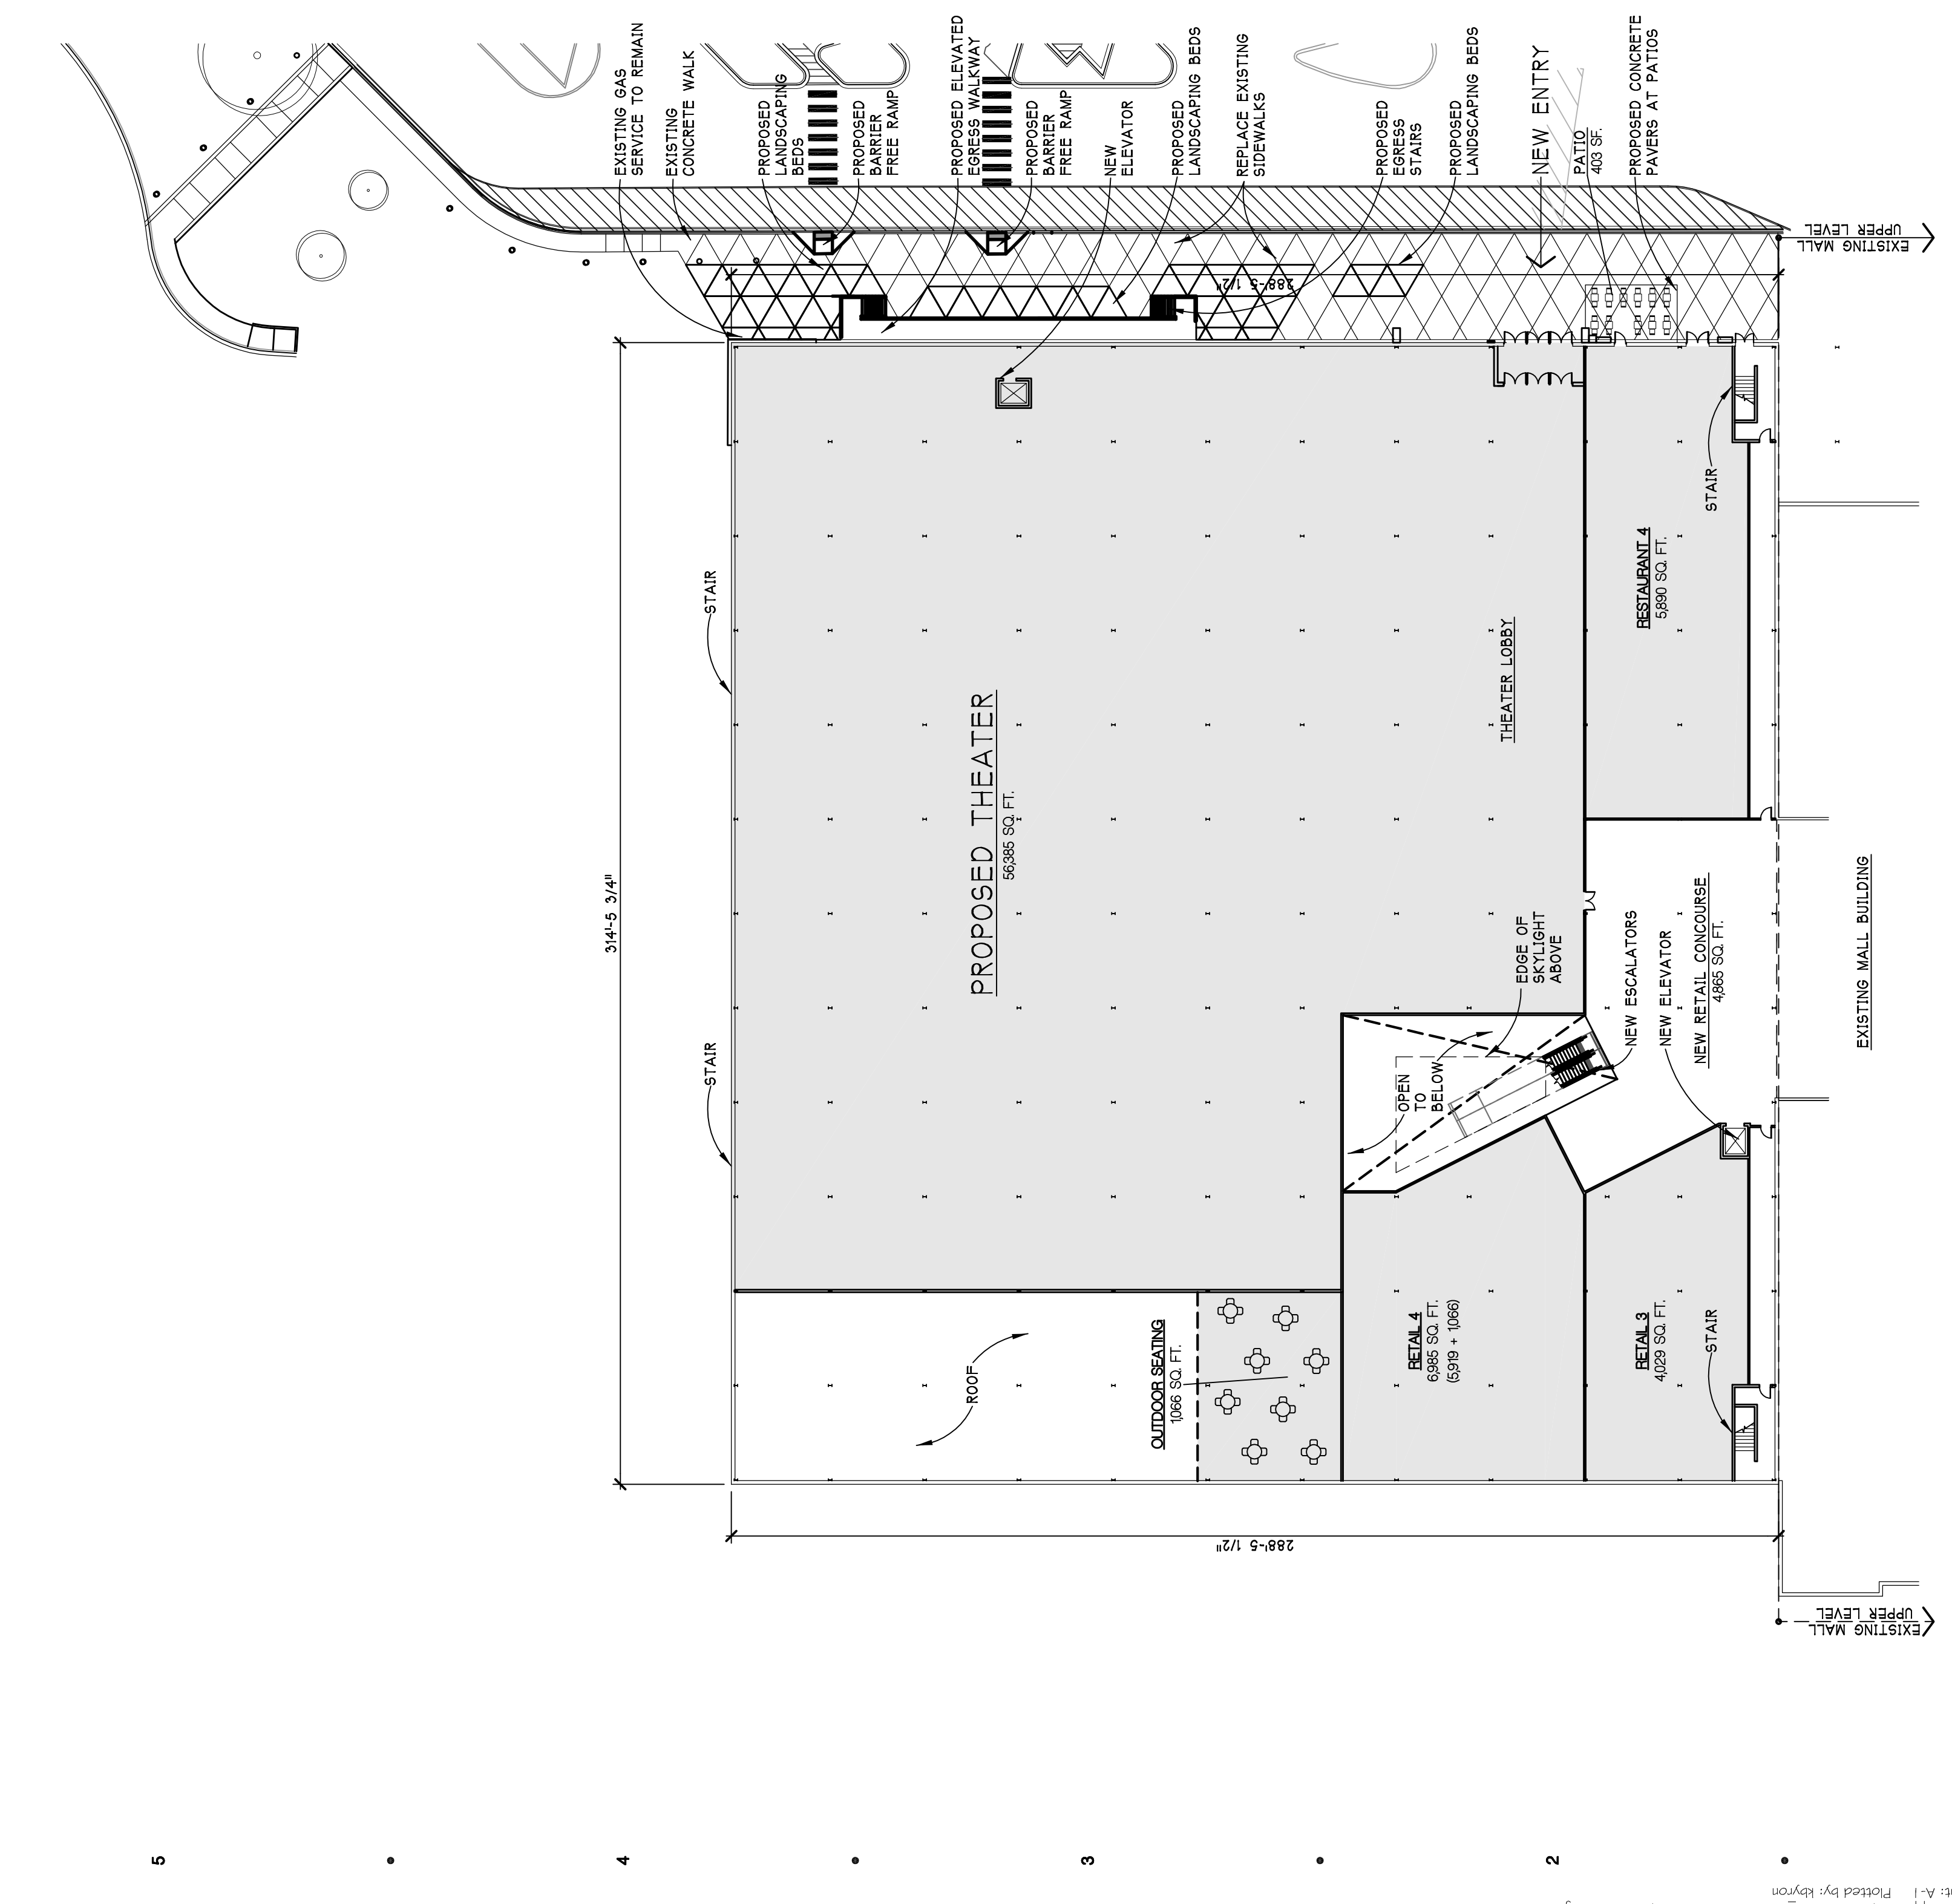 EXISTING GAS
SERVICE TO REMAIN
EXISTING
CONCRETE WALK
PROPOSED
LANDSCAPING
BEDS
PROPOSED
BARRIER
FREE RAMP
PROPOSED ELEVATED
EGRESS WALKWAY
PROPOSED
BARRIER
FREE RAMP
NEW
ELEVATOR
PROPOSED
LANDSCAPING BEDS
REPLACE EXISTING
SIDEWALKS
PROPOSED
EGRESS
STAIRS
PROPOSED
LANDSCAPING BEDS
NEW ENTRY
PATIO
403 SF.
PROPOSED CONCRETE
PAVERS AT PATIOS
EXISTING MALL
UPPER LEVEL
288'-5 1/2"
314'-5 3/4"
STAIR
STAIR
PROPOSED THEATER
56,385 SQ. FT.
THEATER LOBBY
RESTAURANT 4
5,890 SQ. FT.
STAIR
EDGE OF
SKYLIGHT
ABOVE
OPEN
TO
BELOW
NEW ESCALATORS
NEW ELEVATOR
NEW RETAIL CONCOURSE
4,865 SQ. FT.
EXISTING MALL BUILDING
ROOF
OUTDOOR SEATING
1,066 SQ. FT.
RETAIL 4
6,985 SQ. FT.
(5,919 + 1,066)
RETAIL 3
4,029 SQ. FT.
STAIR
288'-5 1/2"
EXISTING MALL
UPPER LEVEL
5
4
3
2
Plotted by: kbyron